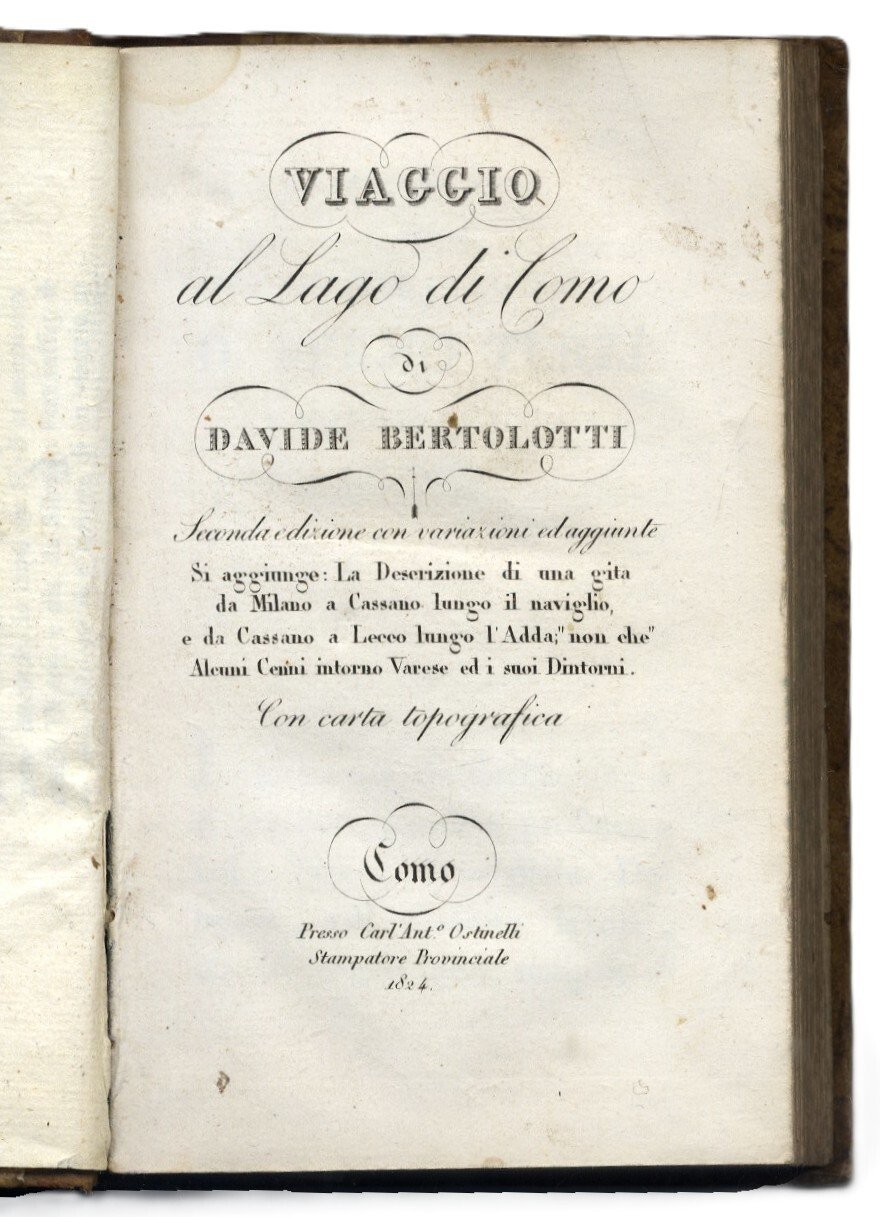 VIAGGIO
al Lago di Como
di
DAVIDE BERTOLOTTI
Seconda edizione con variazioni ed aggiunte
Si aggiunge: La Descrizione di una gita
da Milano a Cassano lungo il naviglio,
e da Cassano a Lecco lungo l'Adda;" non che"
Alcuni Cenni intorno Varese ed i suoi Dintorni.
Con carta topografica
Como
Presso Carl'Ant.º Ostinelli
Stampatore Provinciale
1824.